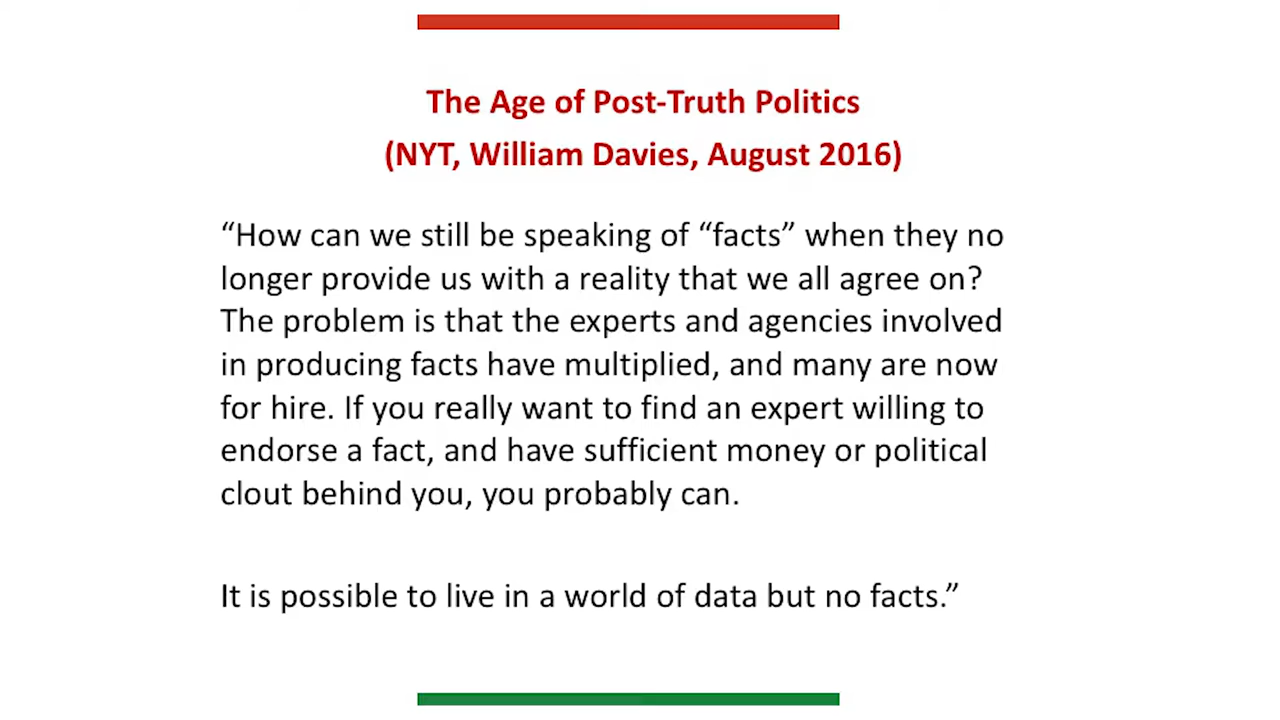 The Age of Post-Truth Politics
(NYT, William Davies, August 2016)
“How can we still be speaking of “facts” when they no
longer provide us with a reality that we all agree on?
The problem is that the experts and agencies involved
in producing facts have multiplied, and many are now
for hire. If you really want to find an expert willing to
endorse a fact, and have sufficient money or political
clout behind you, you probably can.
It is possible to live in a world of data but no facts.”